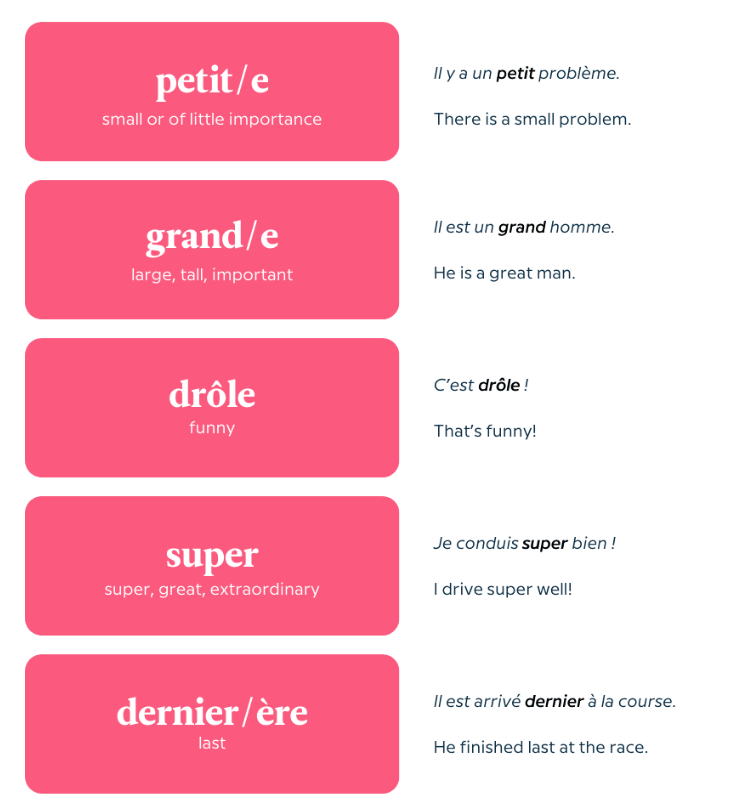 petit/e
small or of little importance
Il y a un petit problème.
There is a small problem.
grand/e
large, tall, important
Il est un grand homme.
He is a great man.
drôle
funny
C’est drôle !
That’s funny!
super
super, great, extraordinary
Je conduis super bien !
I drive super well!
dernier/ère
last
Il est arrivé dernier à la course.
He finished last at the race.